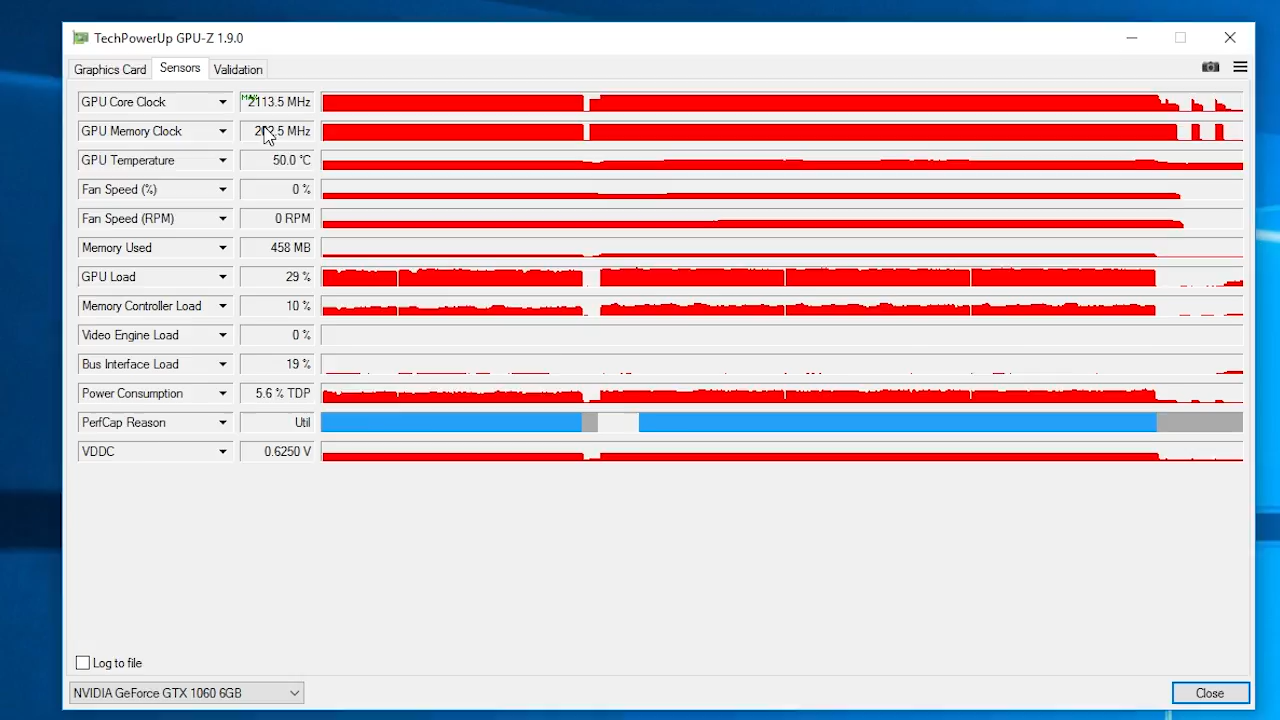 TechPowerUp GPU-Z 1.9.0
Graphics Card Sensors Validation
GPU Core Clock MAX 2113.5 MHz
GPU Memory Clock MHz
GPU Temperature 50.0 °C
Fan Speed (%) 0 %
Fan Speed (RPM) 0 RPM
Memory Used 458 MB
GPU Load 29 %
Memory Controller Load 10 %
Video Engine Load 0 %
Bus Interface Load 19 %
Power Consumption 5.6 % TDP
PerfCap Reason Util
VDDC 0.6250 V
Log to file
NVIDIA GeForce GTX 1060 6GB Close